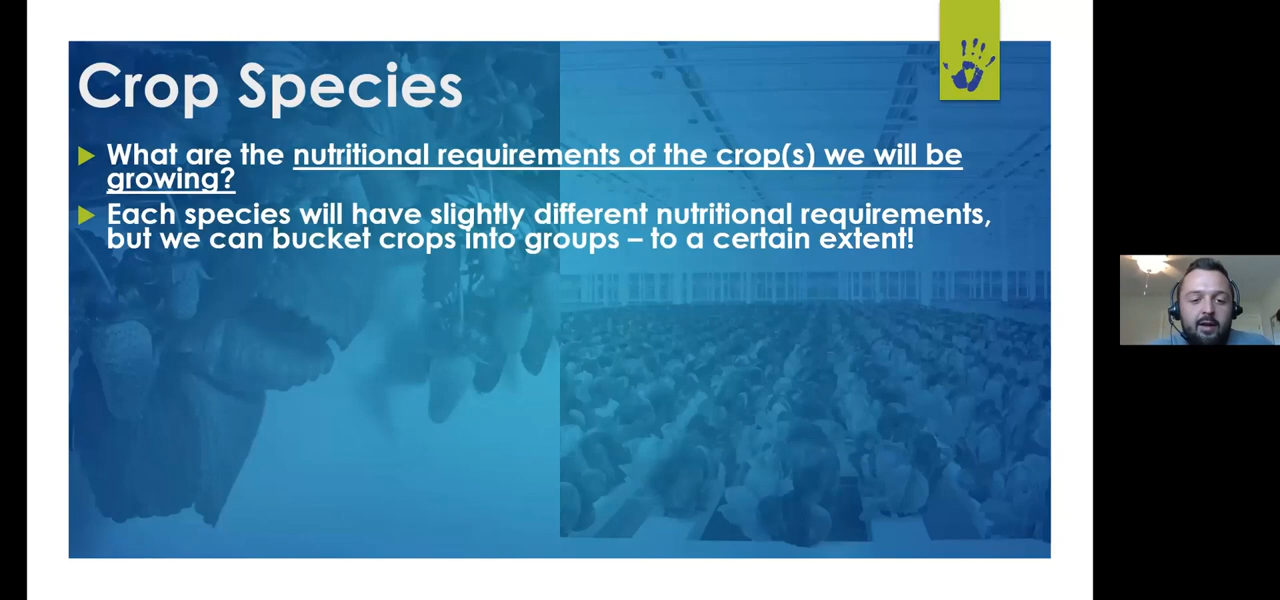 Crop Species
What are the nutritional requirements of the crop(s) we will be
growing?
Each species will have slightly different nutritional requirements,
but we can bucket crops into groups – to a certain extent!